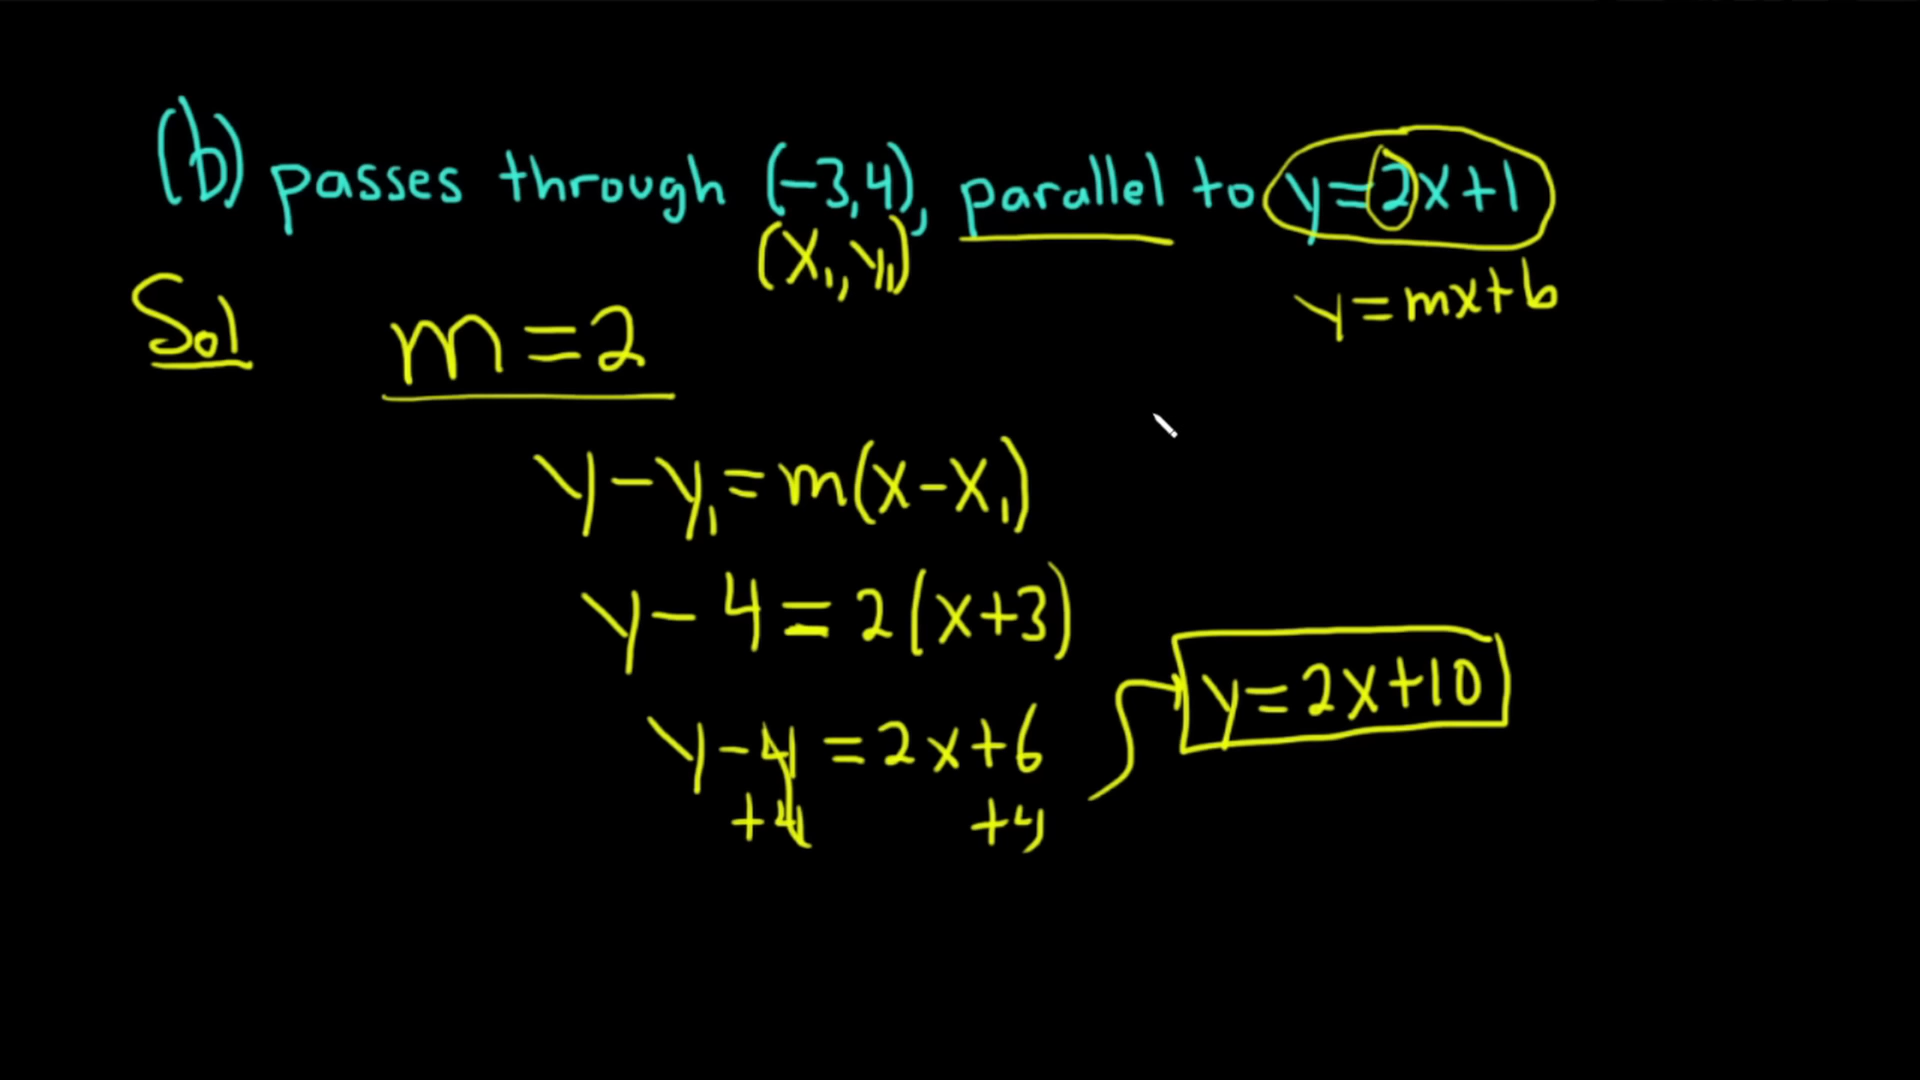 (b) passes through (-3,4), parallel to y=2x+1
(x₁,y₁)
y=mx+b
Sol m=2
y-y₁=m(x-x₁)
y-4=2(x+3)
y-4=2x+6
+4 +4
y=2x+10